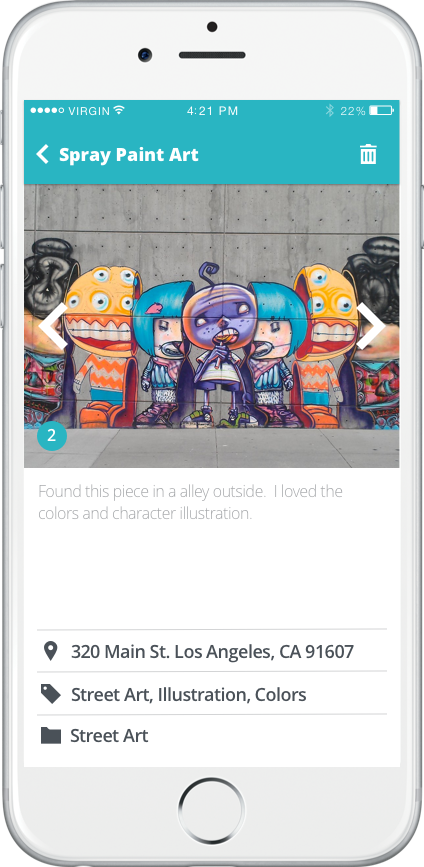 VIRGIN 4:21 PM 22%
Spray Paint Art
2
Found this piece in a alley outside. I loved the
colors and character illustration.
320 Main St. Los Angeles, CA 91607
Street Art, Illustration, Colors
Street Art